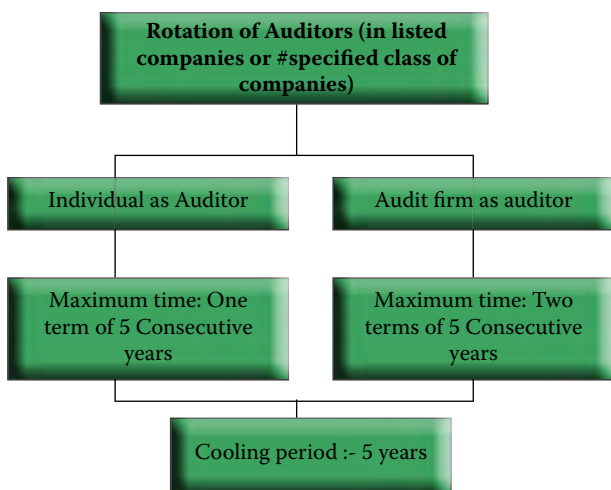 Rotation of Auditors (in listed
companies or #specified class of
companies)
Individual as Auditor
Audit firm as auditor
Maximum time: One
term of 5 Consecutive
years
Maximum time: Two
terms of 5 Consecutive
years
Cooling period :- 5 years